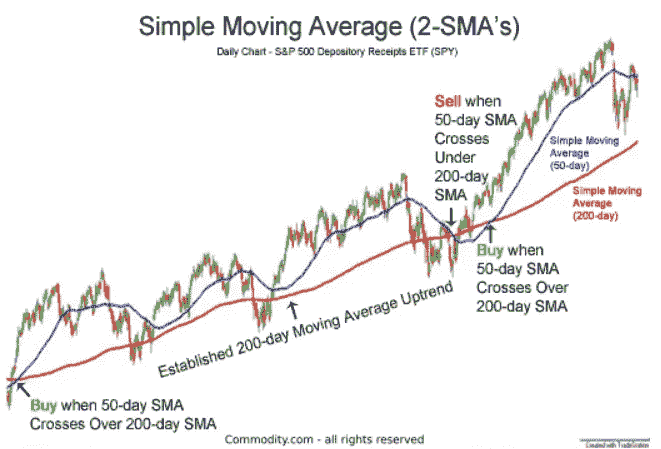 Simple Moving Average (2-SMA's)
Daily Chart - S&P 500 Depository Receipts ETF (SPY)
Sell when
50-day SMA
Crosses
Under
200-day
SMA
Simple Moving
Average
(50-day)
Simple Moving
Average
(200-day)
Buy when
50-day SMA
Crosses Over
200-day SMA
Established 200-day Moving Average Uptrend
Buy when 50-day SMA
Crosses Over 200-day SMA
Commodity.com - all rights reserved
Created with TradeStation